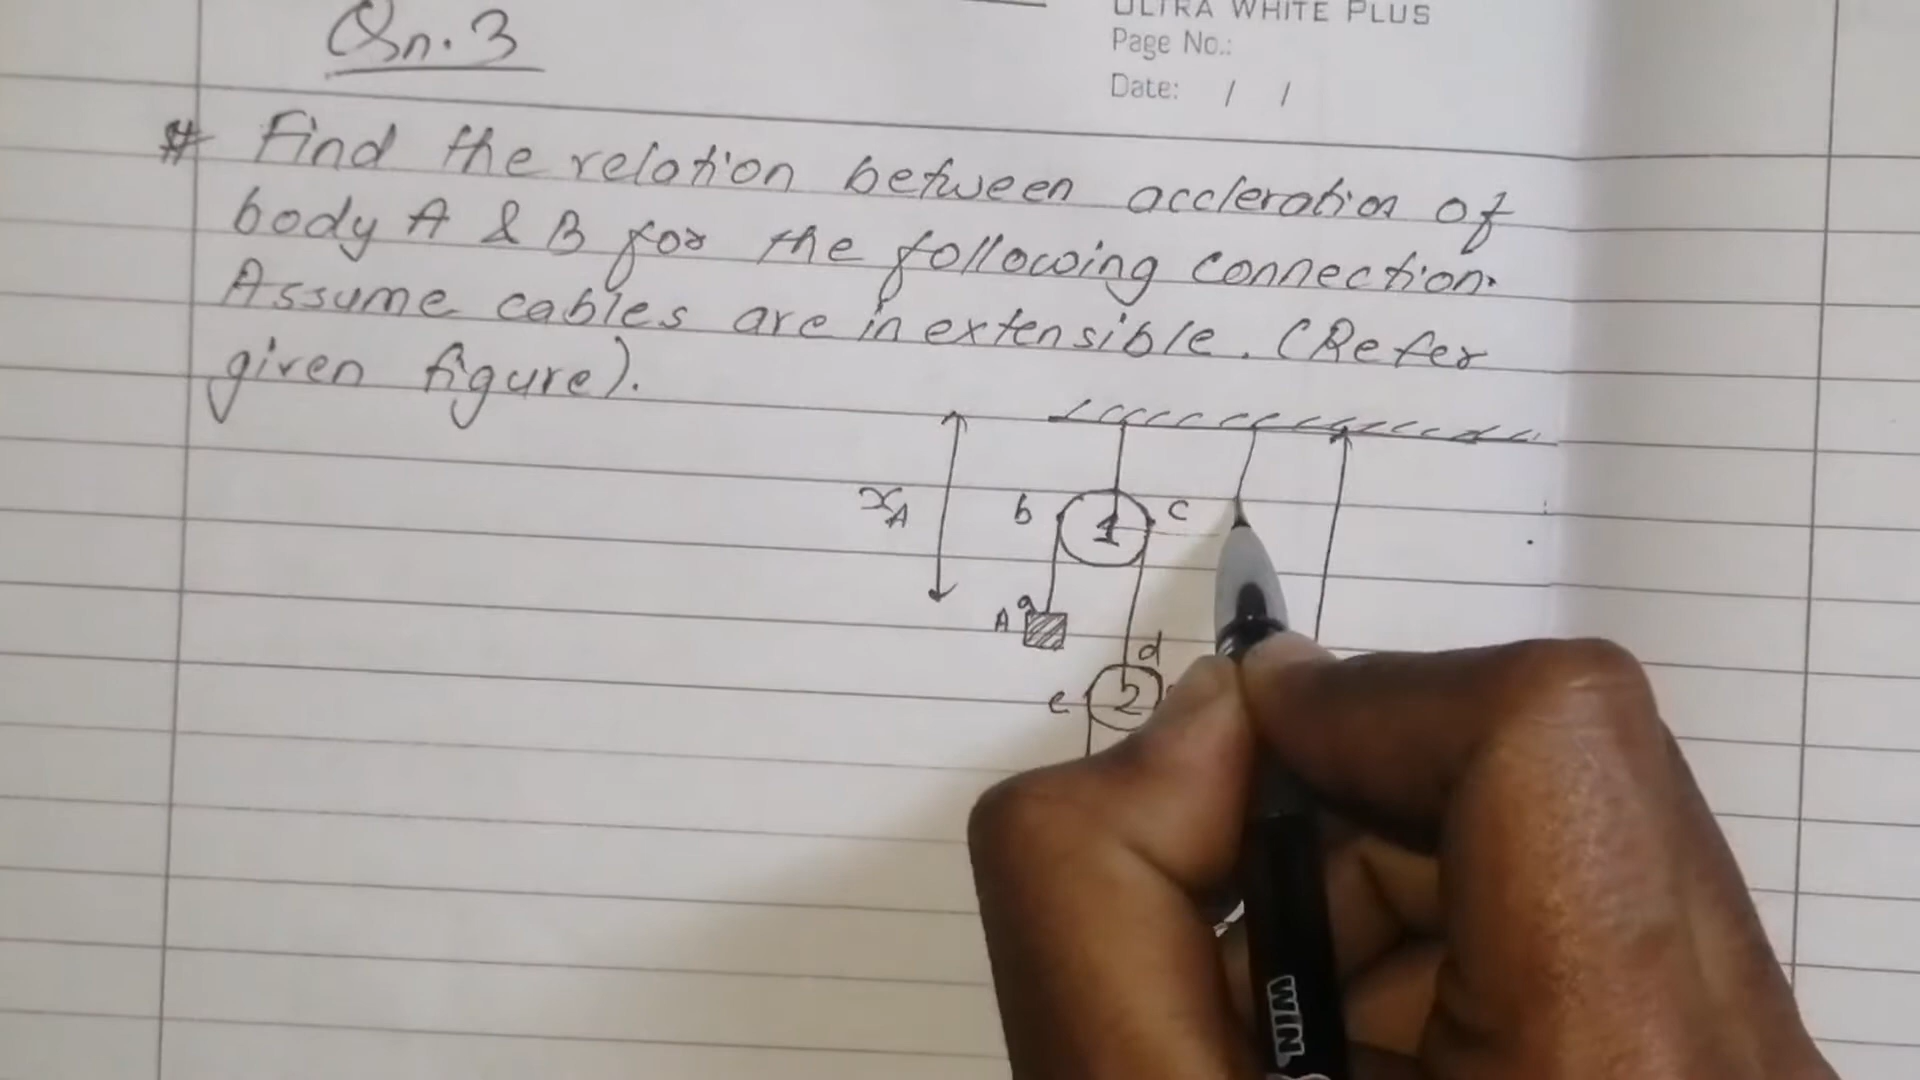 ULTRA WHITE PLUS
Page No.:
Date: / /
Qn. 3
# Find the relation between accleration of
body A & B for the following connection.
Assume cables are inextensible. (Refer
given figure).
xA
b
1
c
A
a
d
e
2
WIN